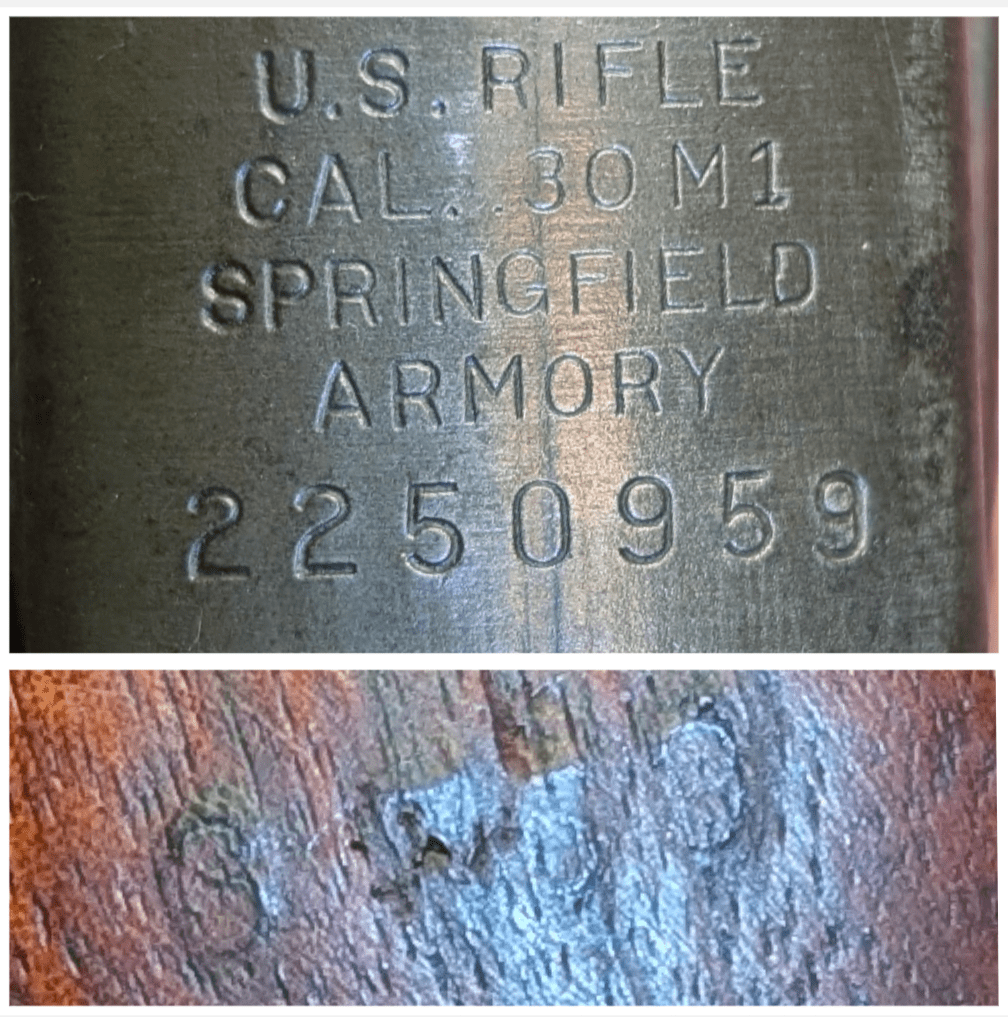 U.S. RIFLE
CAL. .30 M1
SPRINGFIELD
ARMORY
2250959